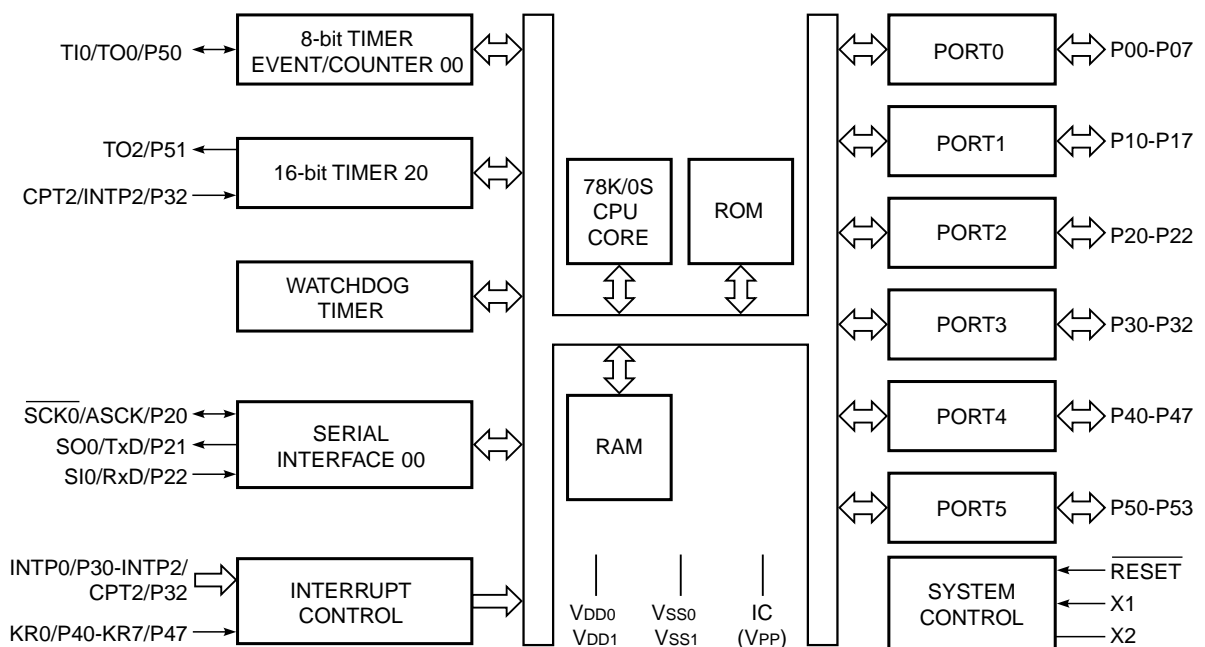 TI0/TO0/P50
8-bit TIMER
EVENT/COUNTER 00
TO2/P51
CPT2/INTP2/P32
16-bit TIMER 20
WATCHDOG
TIMER
SCK0/ASCK/P20
SO0/TxD/P21
SI0/RxD/P22
SERIAL
INTERFACE 00
INTP0/P30-INTP2/
CPT2/P32
KR0/P40-KR7/P47
INTERRUPT
CONTROL
78K/0S
CPU
CORE
ROM
RAM
VDD0
VDD1
VSS0
VSS1
IC
(VPP)
PORT0
P00-P07
PORT1
P10-P17
PORT2
P20-P22
PORT3
P30-P32
PORT4
P40-P47
PORT5
P50-P53
SYSTEM
CONTROL
RESET
X1
X2